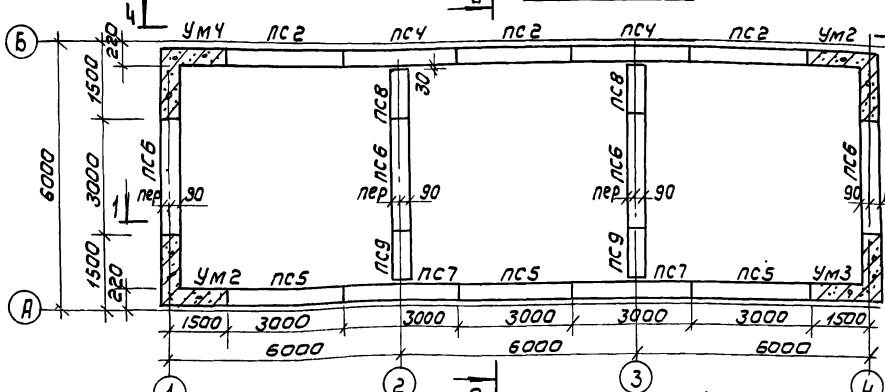 4
УМ4 ПС2 ПС4 ПС2 ПС4 ПС2 УМ2
Б
220
1500
30
ПС8 ПС8
6000
3000
ПС6 ПС6 ПС6
пер 90 пер 90 пер 90 90
1
1500
ПС9 ПС9
УМ2 ПС5 ПС7 ПС5 ПС7 ПС5 УМ3
220
А
1500 3000 3000 3000 3000 3000 1500
6000 6000 6000
1 2 3 4